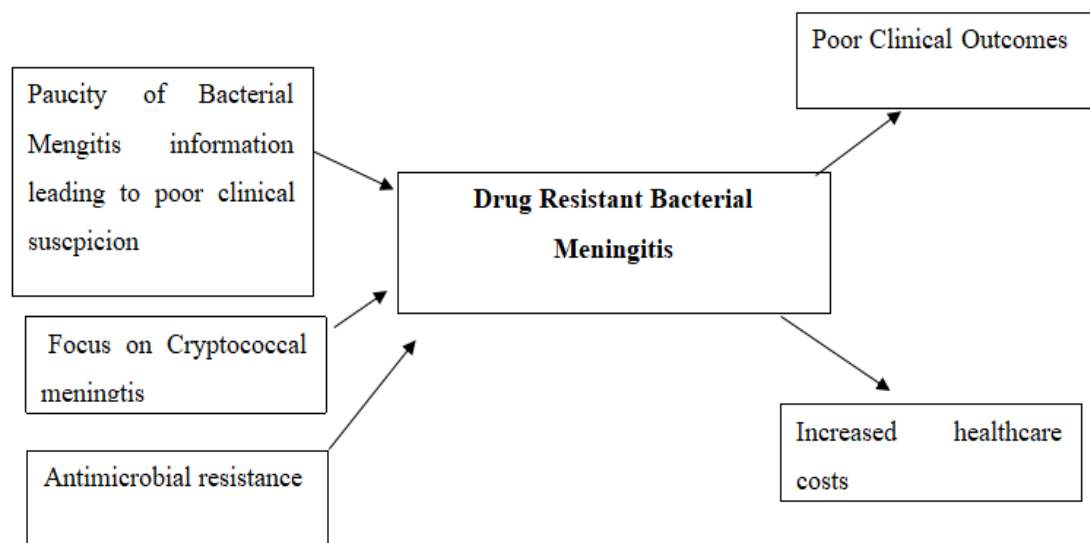 Poor Clinical Outcomes
Paucity of Bacterial
Mengitis information
leading to poor clinical
suscpicion
Drug Resistant Bacterial
Meningitis
Focus on Cryptococcal
meningtis
Increased healthcare
costs
Antimicrobial resistance